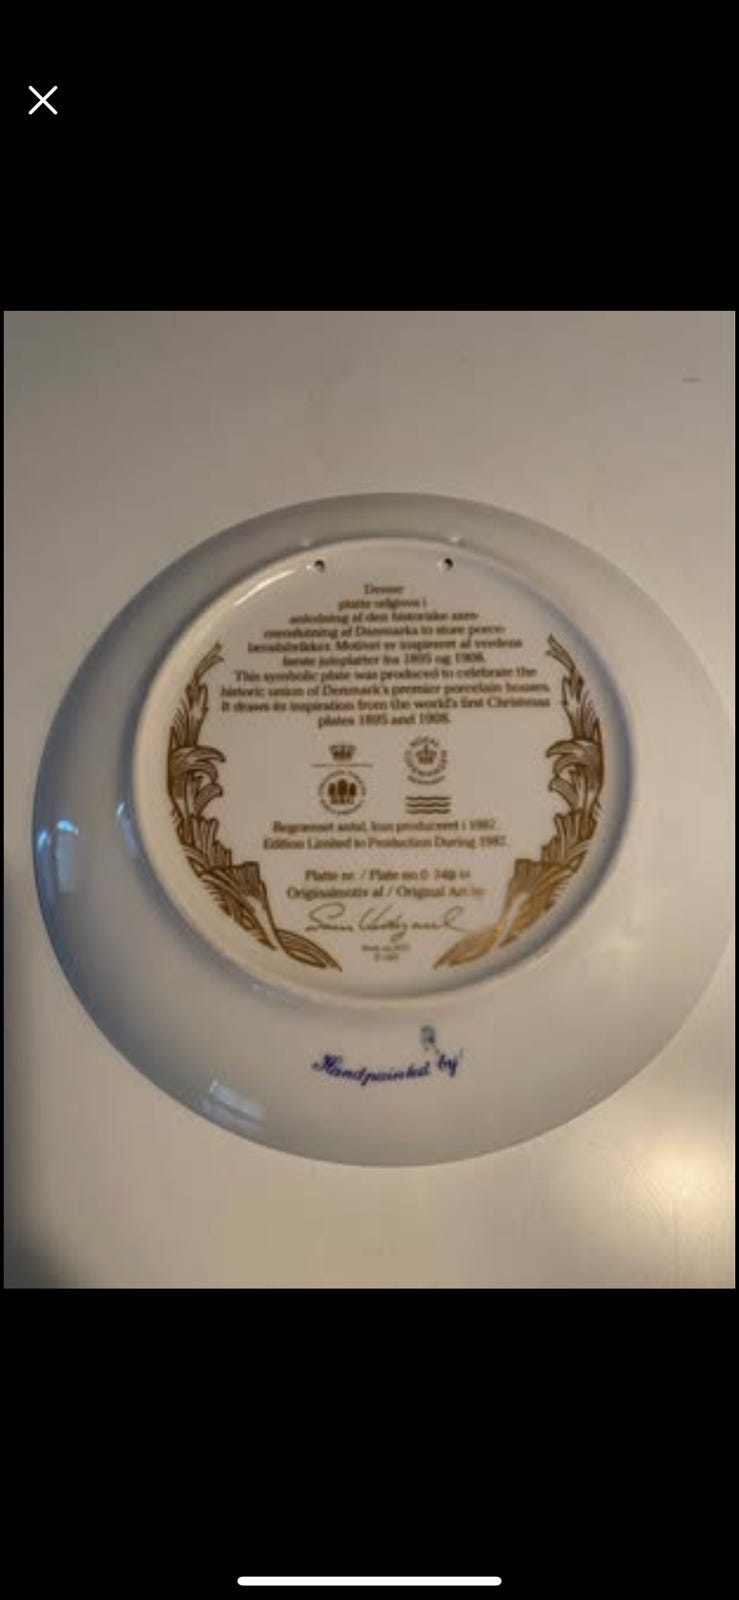 Denne
platte udgives i
anledning af den historiske sam-
menslutning af Danmarks to store porce-
lænsfabrikker. Motivet er inspireret af verdens
første juleplatter fra 1895 og 1908.
This symbolic plate was produced to celebrate the
historic union of Denmark's premier porcelain houses.
It draws its inspiration from the world's first Christmas
plates 1895 and 1908.
ROYAL
COPENHAGEN
DENMARK
Begrænset antal, kun produceret i 1987.
Edition Limited to Production During 1987.
Platte nr. / Plate no.
Originalmotiv af / Original Art by
Handpainted by